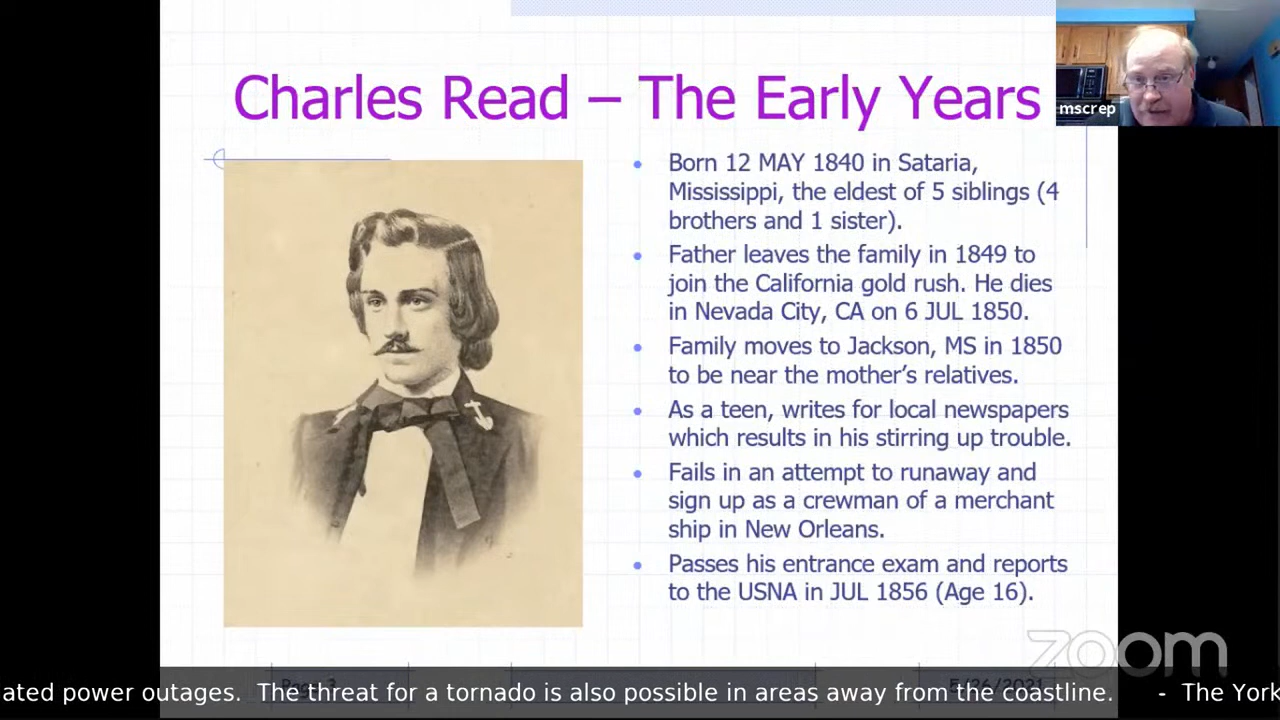 Charles Read – The Early Years
mscrep
Born 12 MAY 1840 in Sataria,
Mississippi, the eldest of 5 siblings (4
brothers and 1 sister).
Father leaves the family in 1849 to
join the California gold rush. He dies
in Nevada City, CA on 6 JUL 1850.
Family moves to Jackson, MS in 1850
to be near the mother’s relatives.
As a teen, writes for local newspapers
which results in his stirring up trouble.
Fails in an attempt to runaway and
sign up as a crewman of a merchant
ship in New Orleans.
Passes his entrance exam and reports
to the USNA in JUL 1856 (Age 16).
zoom
Page 3
5/26/2021
ated power outages. The threat for a tornado is also possible in areas away from the coastline. - The York